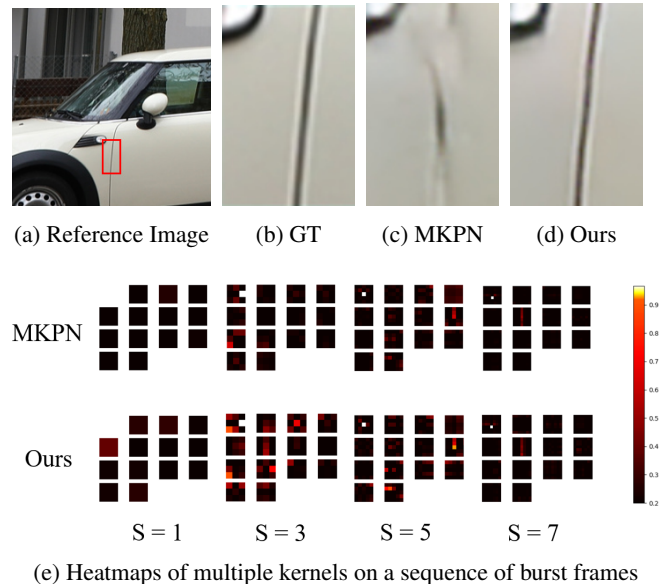 (a) Reference Image
(b) GT
(c) MKPN
(d) Ours
MKPN
0.9
0.8
0.7
0.6
0.5
0.4
0.3
0.2
Ours
S = 1
S = 3
S = 5
S = 7
(e) Heatmaps of multiple kernels on a sequence of burst frames